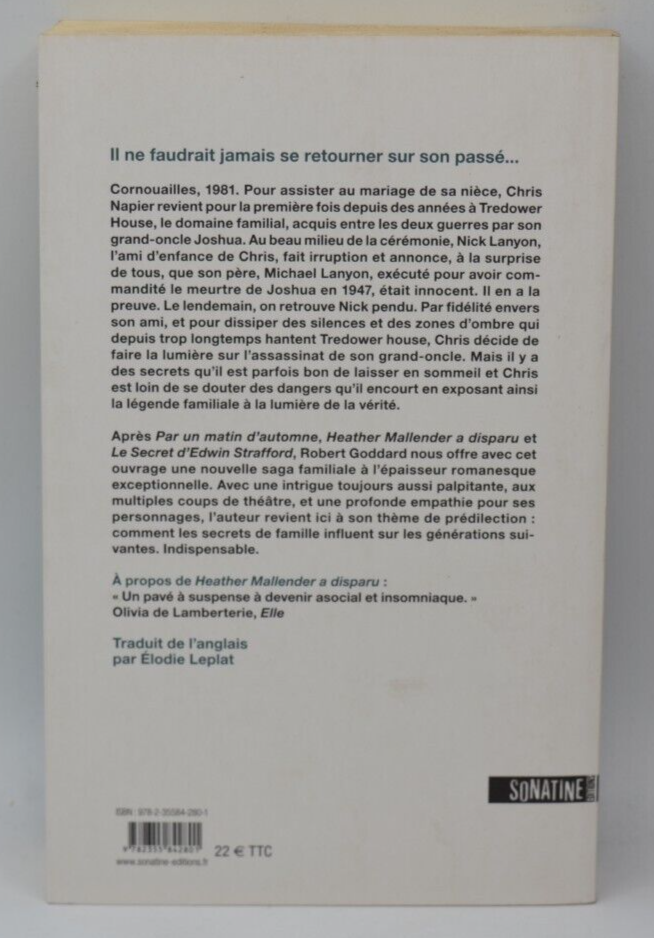 Il ne faudrait jamais se retourner sur son passé...
Cornouailles, 1981. Pour assister au mariage de sa nièce, Chris
Napier revient pour la première fois depuis des années à Tredower
House, le domaine familial, acquis entre les deux guerres par son
grand-oncle Joshua. Au beau milieu de la cérémonie, Nick Lanyon,
l'ami d'enfance de Chris, fait irruption et annonce, à la surprise
de tous, que son père, Michael Lanyon, exécuté pour avoir com-
mandité le meurtre de Joshua en 1947, était innocent. Il en a la
preuve. Le lendemain, on retrouve Nick pendu. Par fidélité envers
son ami, et pour dissiper des silences et des zones d'ombre qui
depuis trop longtemps hantent Tredower house, Chris décide de
faire la lumière sur l'assassinat de son grand-oncle. Mais il y a
des secrets qu'il est parfois bon de laisser en sommeil et Chris
est loin de se douter des dangers qu'il encourt en exposant ainsi
la légende familiale à la lumière de la vérité.
Après Par un matin d'automne, Heather Mallender a disparu et
Le Secret d'Edwin Strafford, Robert Goddard nous offre avec cet
ouvrage une nouvelle saga familiale à l'épaisseur romanesque
exceptionnelle. Avec une intrigue toujours aussi palpitante, aux
multiples coups de théâtre, et une profonde empathie pour ses
personnages, l'auteur revient ici à son thème de prédilection :
comment les secrets de famille influent sur les générations sui-
vantes. Indispensable.
À propos de Heather Mallender a disparu :
« Un pavé à suspense à devenir asocial et insomniaque. »
Olivia de Lamberterie, Elle
Traduit de l'anglais
par Élodie Leplat
SONATINE
ISBN : 978-2-35584-280-1
9 782355 842801
22 € TTC
www.sonatine-editions.fr